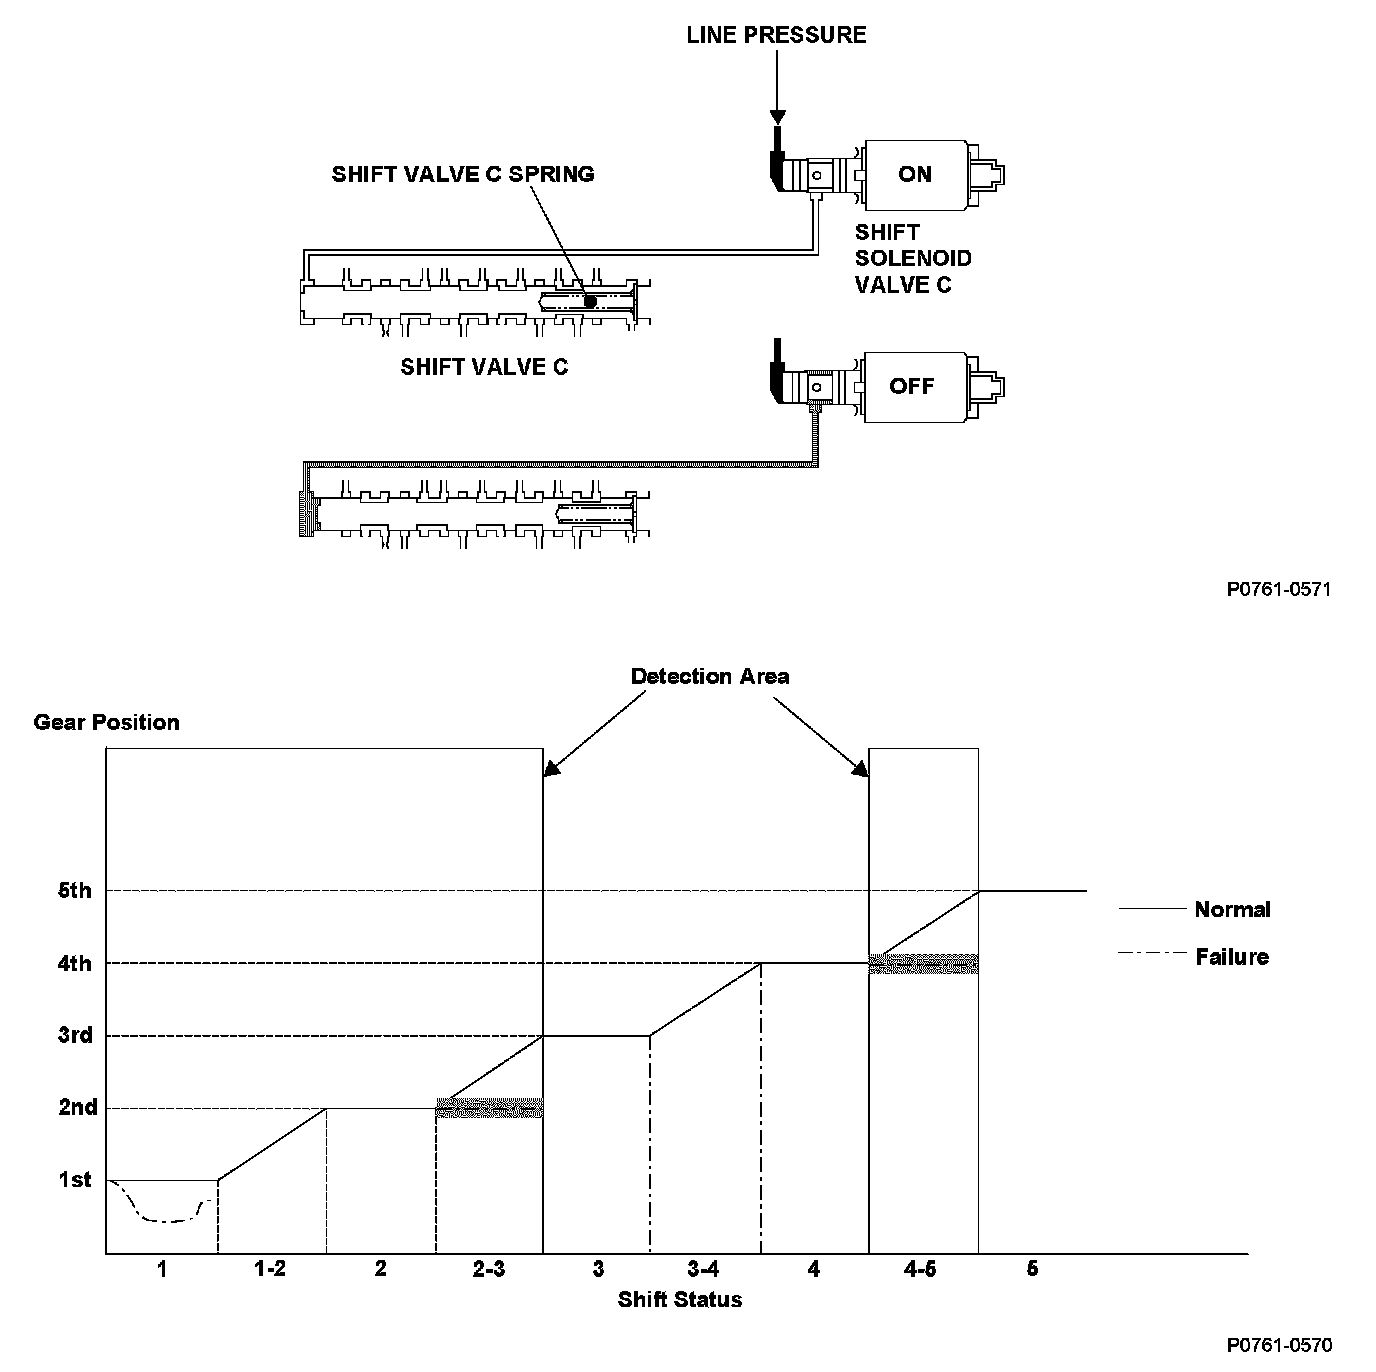 LINE PRESSURE
SHIFT VALVE C SPRING
ON
SHIFT
SOLENOID
VALVE C
SHIFT VALVE C
OFF
P0761-0571
Detection Area
Gear Position
5th
Normal
4th
Failure
3rd
2nd
1st
1 1-2 2 2-3 3 3-4 4 4-5 5
Shift Status
P0761-0570